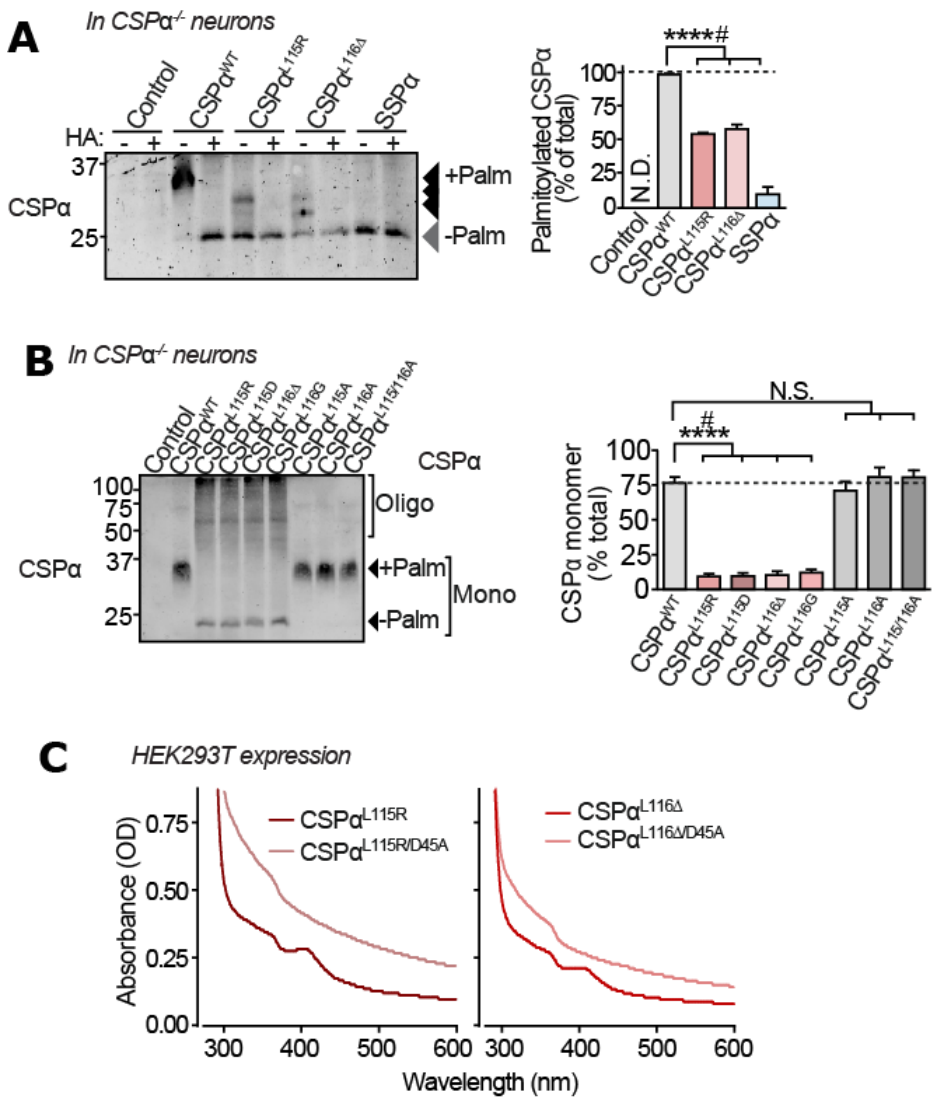 A
In CSPα-/- neurons
Control
CSPαWT
CSPαL115R
CSPαL116Δ
SSPα
HA: - + - + - + - + - +
37
25
CSPα
+Palm
-Palm
****#
Palmitoylated CSPα
(% of total)
100
75
50
25
0
N.D.
Control
CSPαWT
CSPαL115R
CSPαL116Δ
SSPα
B
In CSPα-/- neurons
Control
CSPαWT
CSPαL115R
CSPαL115D
CSPαL116Δ
CSPαL116G
CSPαL115A
CSPαL116A
CSPαL115/116A
CSPα
100
75
50
37
25
CSPα
Oligo
+Palm
-Palm
Mono
N.S.
#
****
CSPα monomer
(% total)
100
75
50
25
0
CSPαWT
CSPαL115R
CSPαL115D
CSPαL116Δ
CSPαL116G
CSPαL115A
CSPαL116A
CSPαL115/116A
C
HEK293T expression
Absorbance (OD)
0.75
0.50
0.25
0.00
CSPαL115R
CSPαL115R/D45A
CSPαL116Δ
CSPαL116Δ/D45A
300 400 500 600 300 400 500 600
Wavelength (nm)